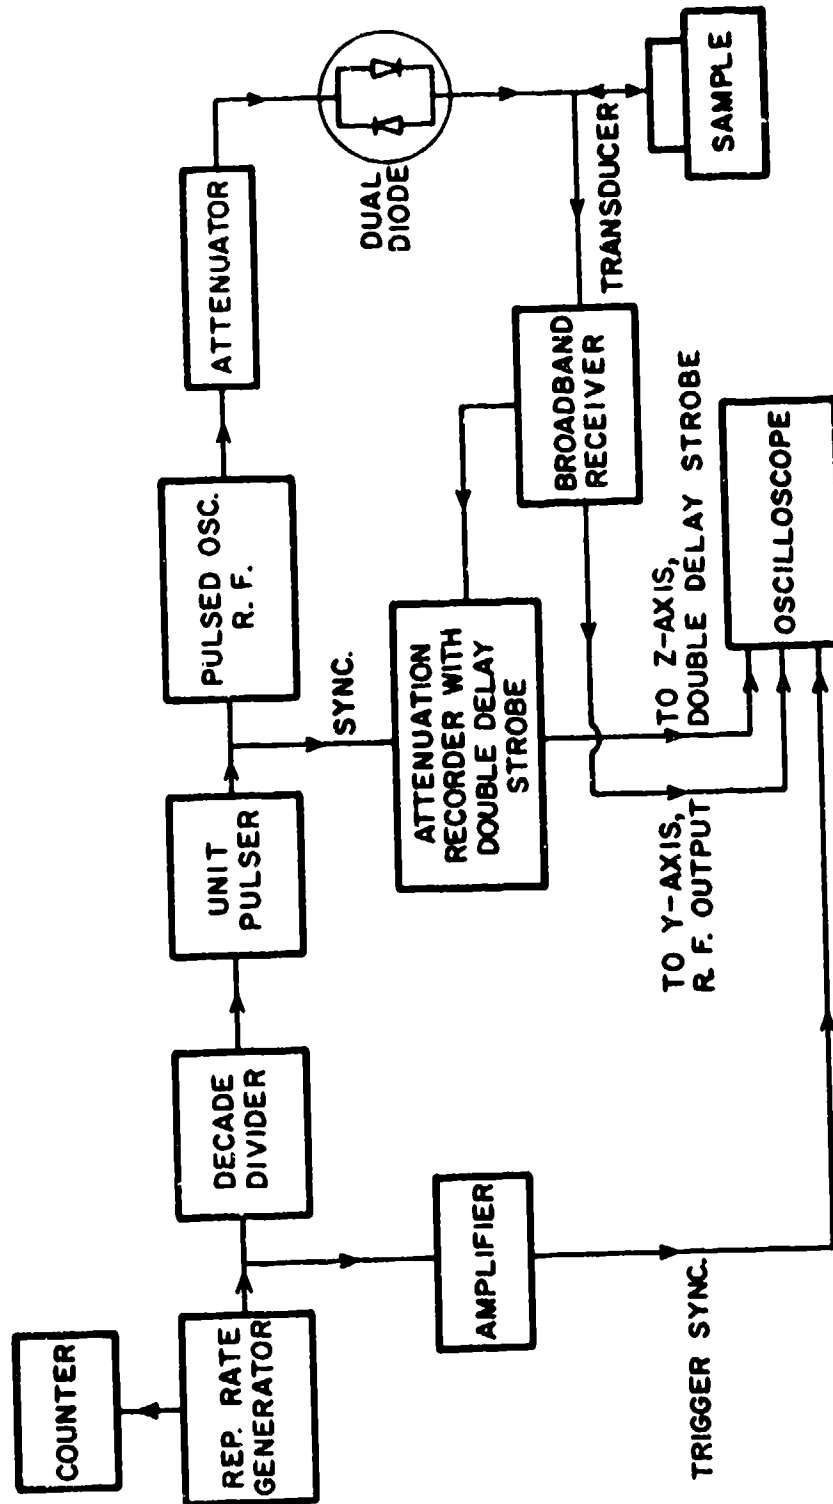 COUNTER
REP. RATE
GENERATOR
DECADE
DIVIDER
UNIT
PULSER
PULSED OSC.
R. F.
ATTENUATOR
DUAL
DIODE
SYNC.
AMPLIFIER
ATTENUATION
RECORDER WITH
DOUBLE DELAY
STROBE
BROADBAND
RECEIVER
TRANSDUCER
SAMPLE
TRIGGER SYNC.
TO Y-AXIS,
R. F. OUTPUT
TO Z-AXIS,
DOUBLE DELAY STROBE
OSCILLOSCOPE